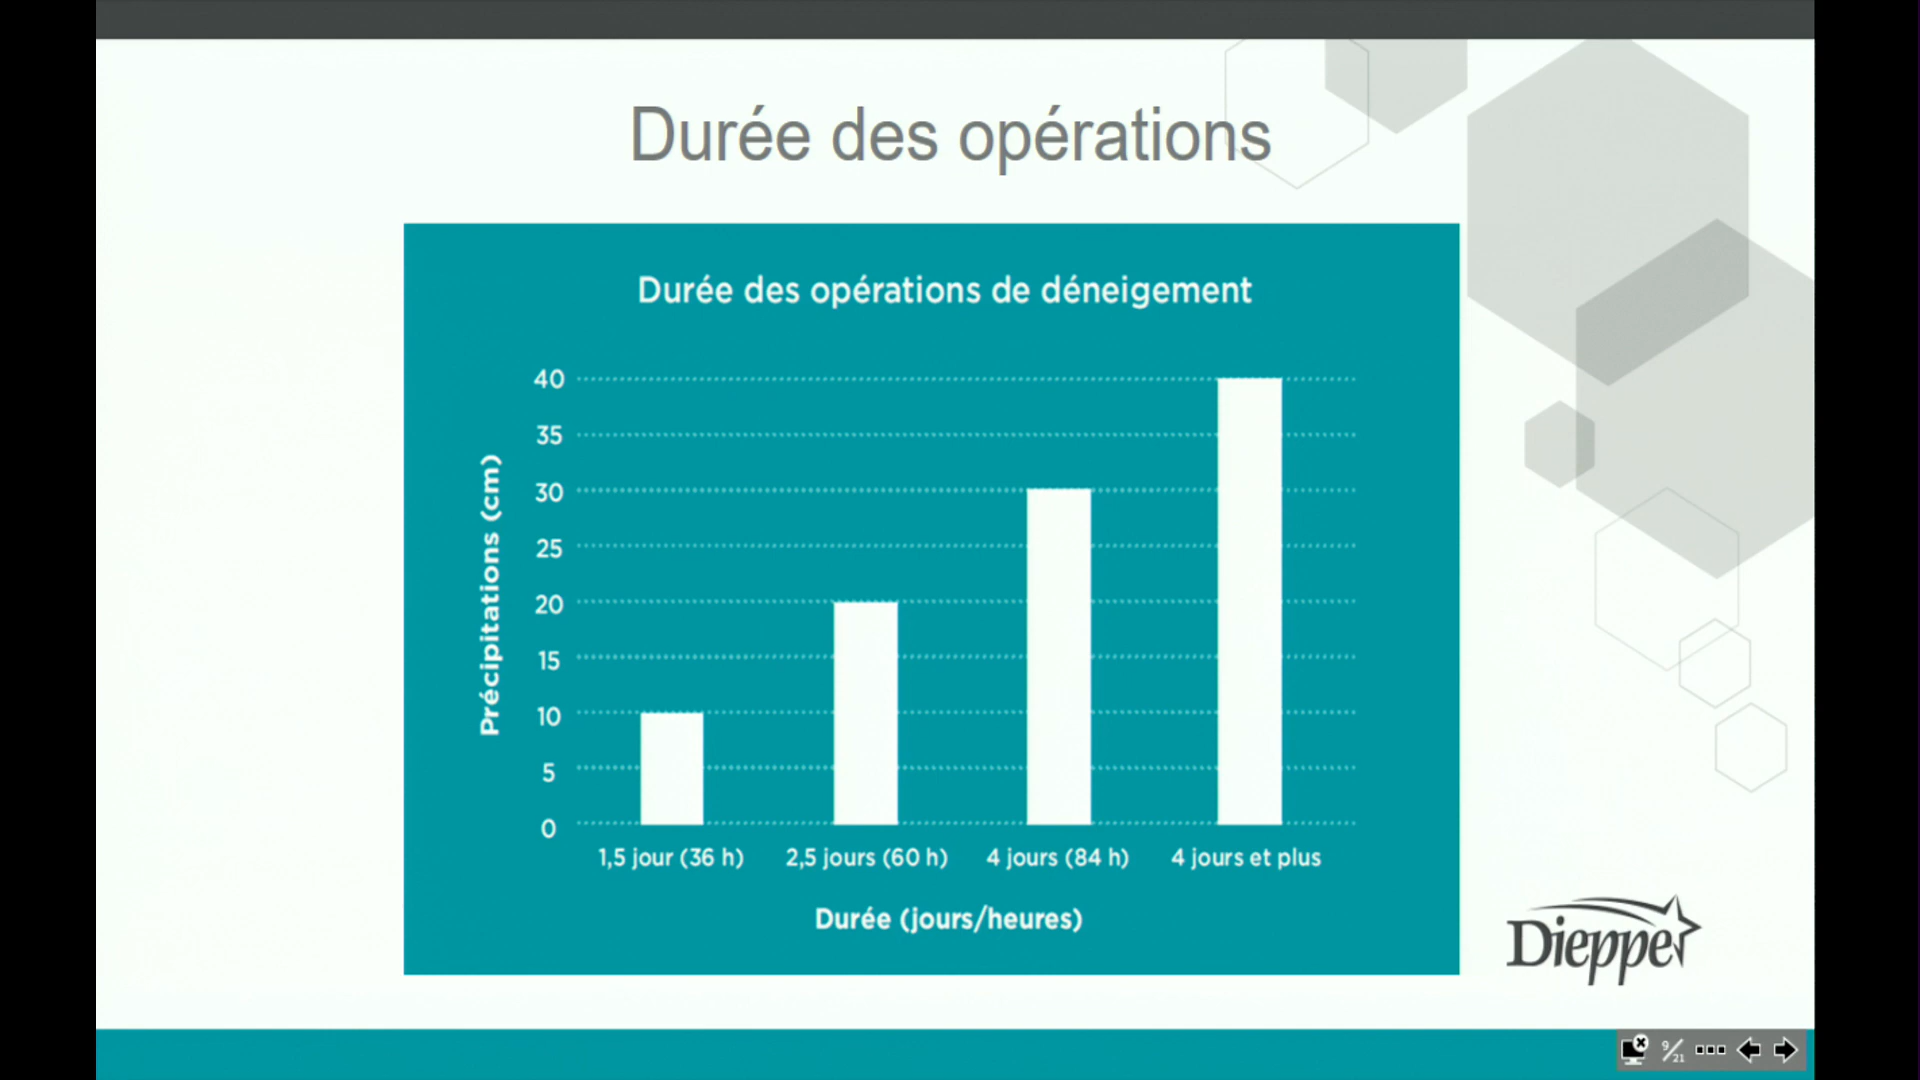 Durée des opérations
Durée des opérations de déneigement
40
35
30
25
20
15
10
5
0
Précipitations (cm)
1,5 jour (36 h) 2,5 jours (60 h) 4 jours (84 h) 4 jours et plus
Durée (jours/heures)
Dieppe
9/21